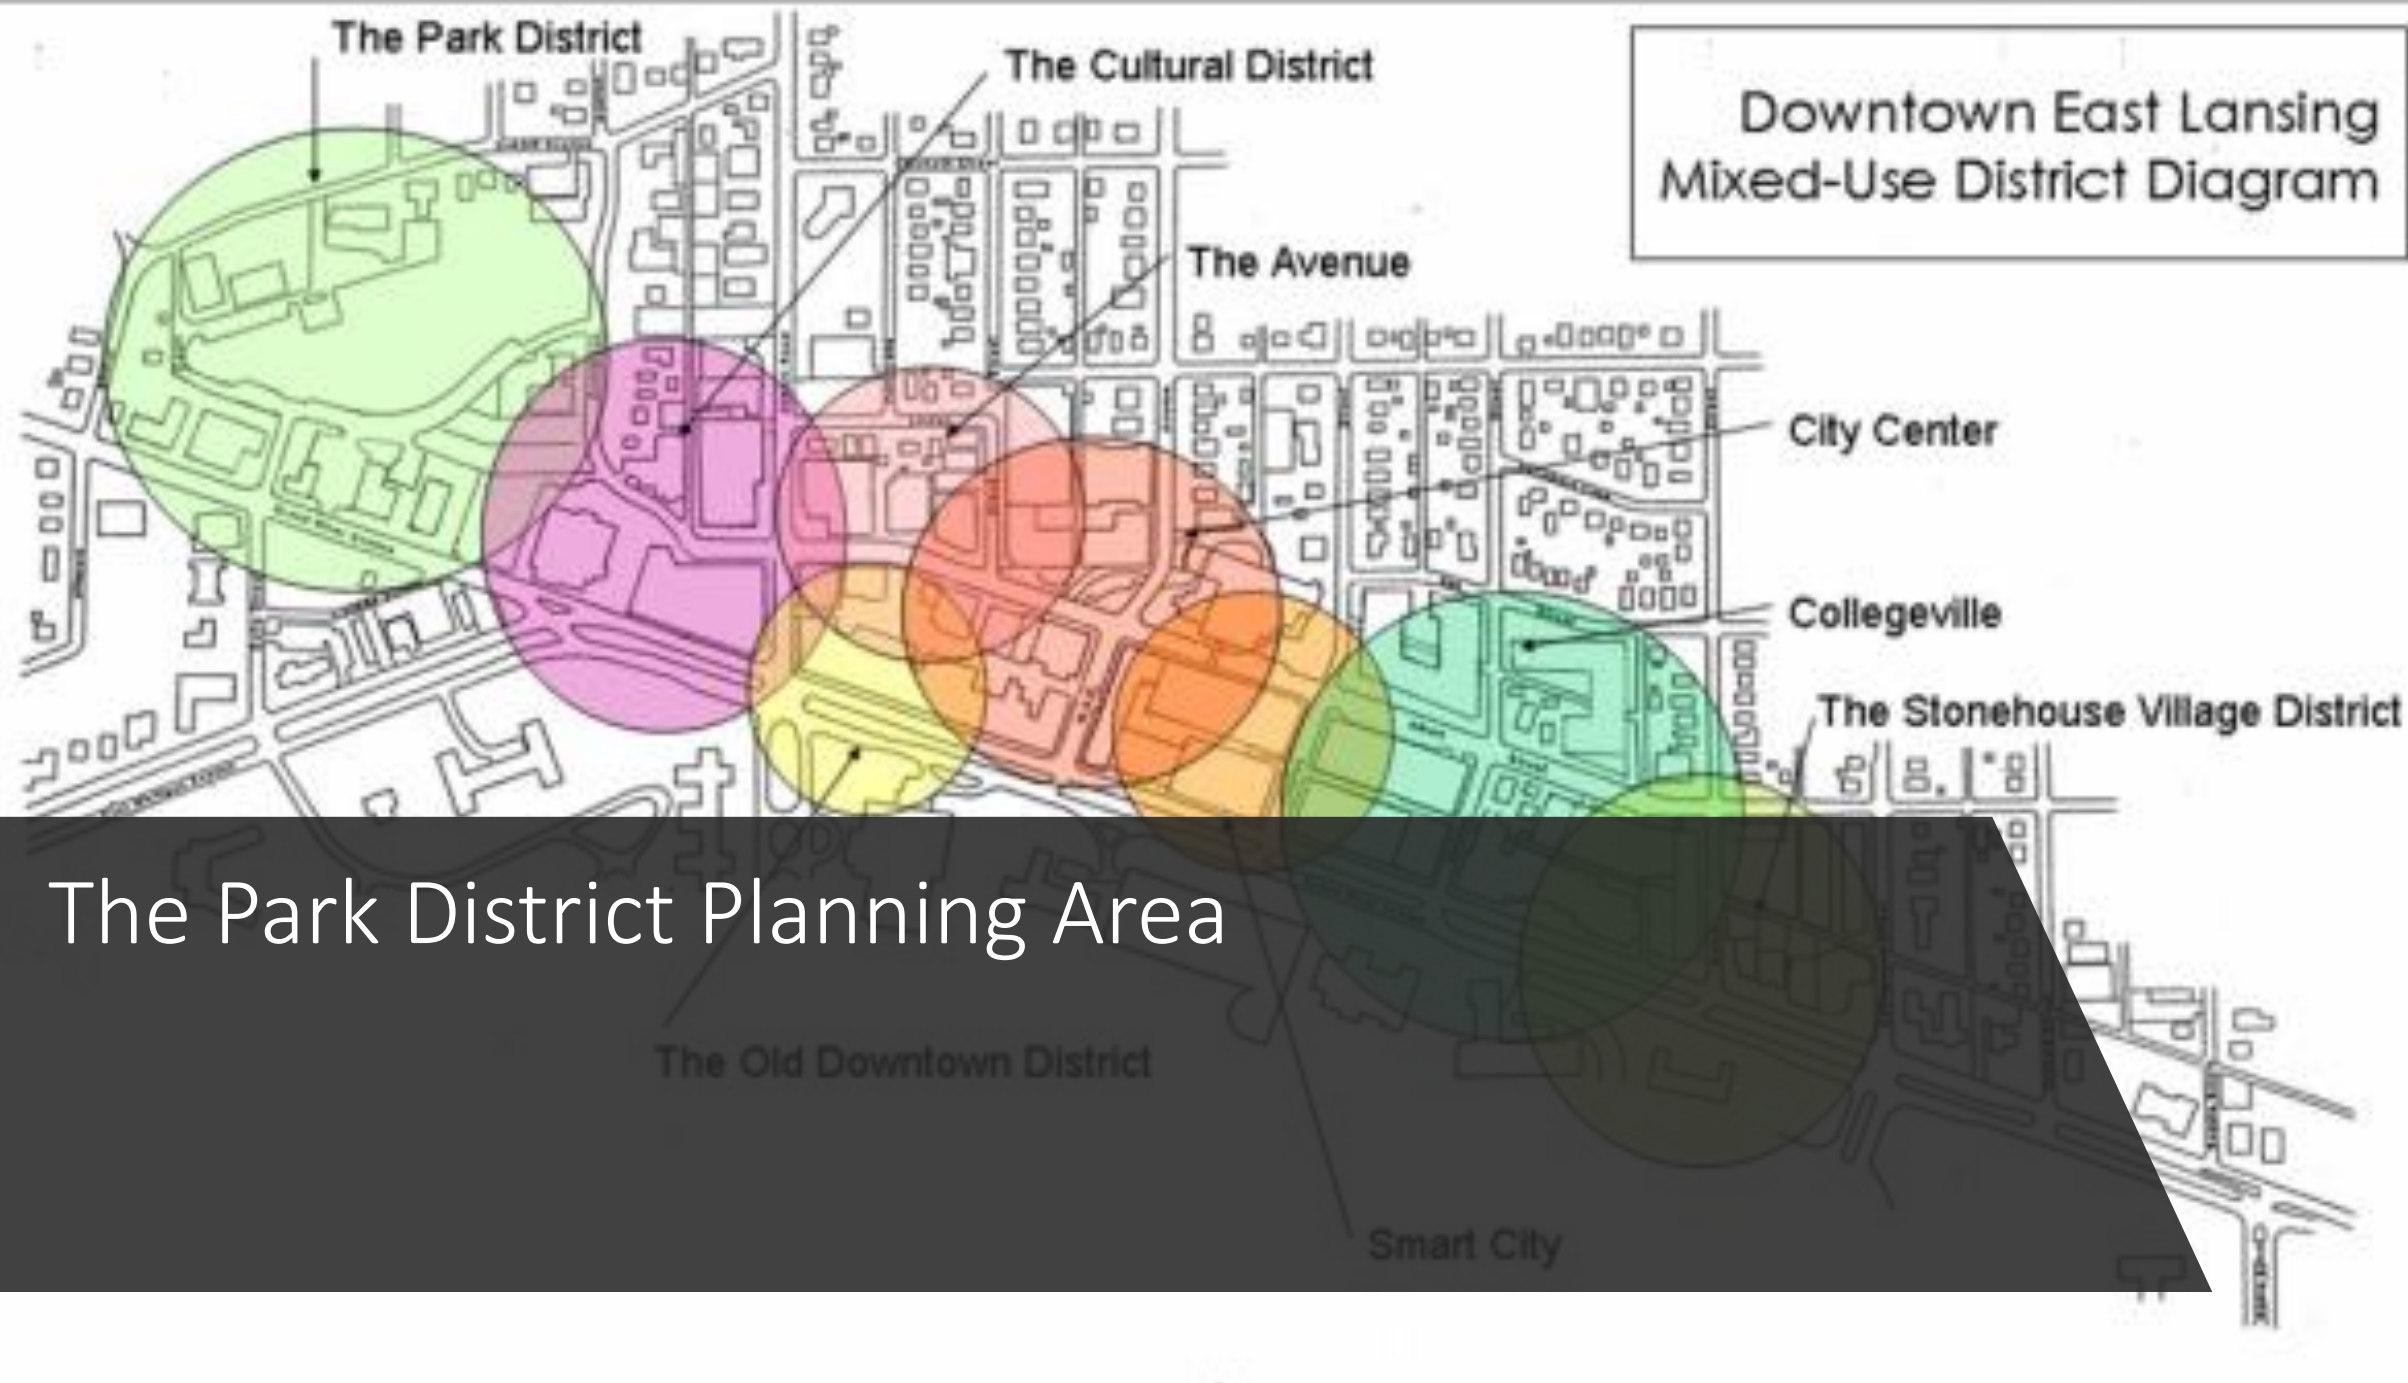 The Park District
The Cultural District
Downtown East Lansing
Mixed-Use District Diagram
The Avenue
City Center
Collegeville
The Stonehouse Village District
The Park District Planning Area
The Old Downtown District
Smart City